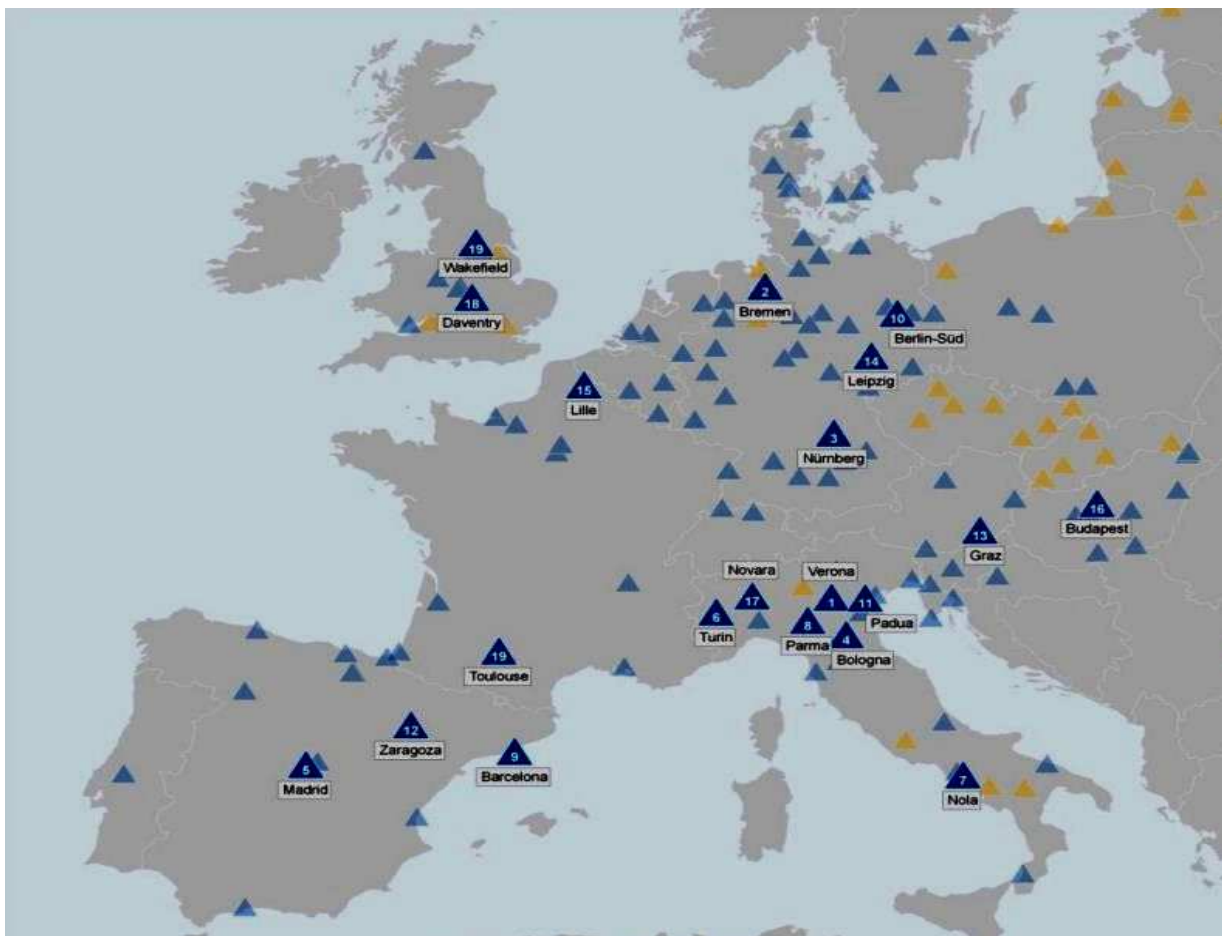 19
Wakefield
18
Daventry
2
Bremen
10
Berlin-Süd
14
Leipzig
15
Lille
3
Nürnberg
16
Budapest
13
Graz
Novara
17
Verona
1
11
Padua
6
Turin
8
Parma
4
Bologna
19
Toulouse
12
Zaragoza
9
Barcelona
5
Madrid
7
Nola